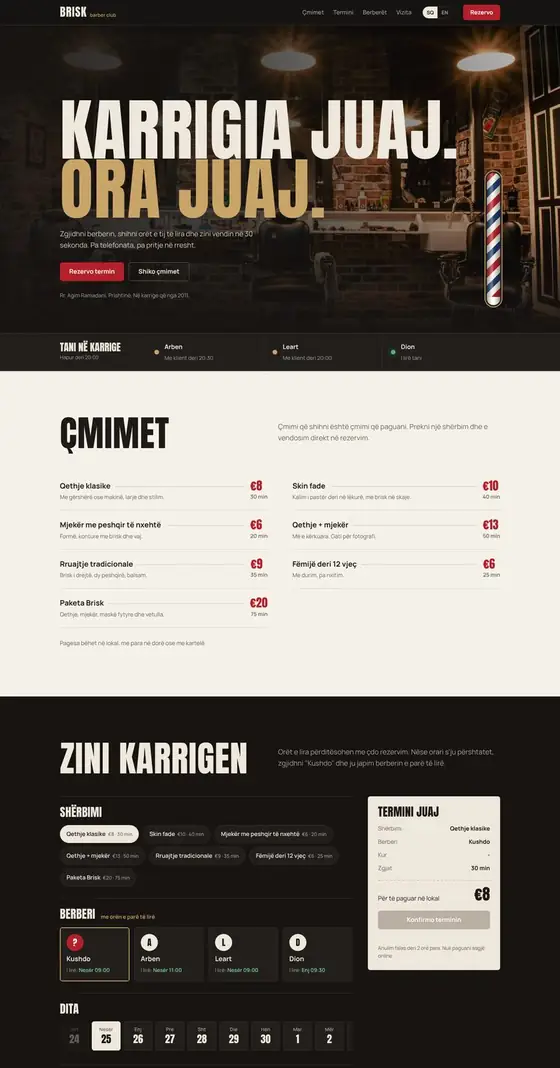 BRISK barber club
Çmimet Termini Berberët Vizita SQ EN Rezervo
KARRIGIA JUAJ.
ORA JUAJ.
Zgjidhni berberin, shihni orët e tij të lira dhe zini vendin në 30
sekonda. Pa telefonata, pa pritje në rresht.
Rezervo termin Shiko çmimet
Rr. Agim Ramadani, Prishtinë. Në karrige që nga 2011.
TANI NË KARRIGE
Hapur deri 20:00
Arben
Me klient deri 20:30
Leart
Me klient deri 20:00
Dion
I lirë tani
ÇMIMET
Çmimi që shihni është çmimi që paguani. Prekni një shërbim dhe e
vendosim direkt në rezervim.
Qethje klasike €8
Me gërshërë ose makinë, larje dhe stilim. 30 min
Skin fade €10
Kalim i pastër deri në lëkurë, me brisk në skaje. 40 min
Mjekër me peshqir të nxehtë €6
Formë, konture me brisk dhe vaj. 20 min
Qethje + mjekër €13
Më e kërkuara. Gati për fotografi. 50 min
Rruajtje tradicionale €9
Brisk i drejtë, dy peshqirë, balsam. 35 min
Fëmijë deri 12 vjeç €6
Me durim, pa nxitim. 25 min
Paketa Brisk €20
Qethje, mjekër, maskë fytyre dhe vetulla. 75 min
Pagesa bëhet në lokal, me para në dorë ose me kartelë.
ZINI KARRIGEN
Orët e lira përditësohen me çdo rezervim. Nëse orari s'ju përshtatet,
zgjidhni "Kushdo" dhe ju japim berberin e parë të lirë.
SHËRBIMI
Qethje klasike €8 · 30 min Skin fade €10 · 40 min Mjekër me peshqir të nxehtë €6 · 20 min
Qethje + mjekër €13 · 50 min Rruajtje tradicionale €9 · 35 min Fëmijë deri 12 vjeç €6 · 25 min
Paketa Brisk €20 · 75 min
BERBERI me orën e parë të lirë
?
Kushdo
I lirë: Nesër 09:00
A
Arben
I lirë: Nesër 11:00
L
Leart
I lirë: Nesër 09:00
D
Dion
I lirë: Enj 09:30
DITA
24
Nesër
25
Enj
26
Pre
27
Sht
28
Die
29
Hën
30
Mar
1
Mër
2
TERMINI JUAJ
Shërbimi Qethje klasike
Berberi Kushdo
Kur -
Zgjat 30 min
Për të paguar në lokal €8
Konfirmo terminin
Anulim falas deri 2 orë para. Nuk paguani asgjë
online.